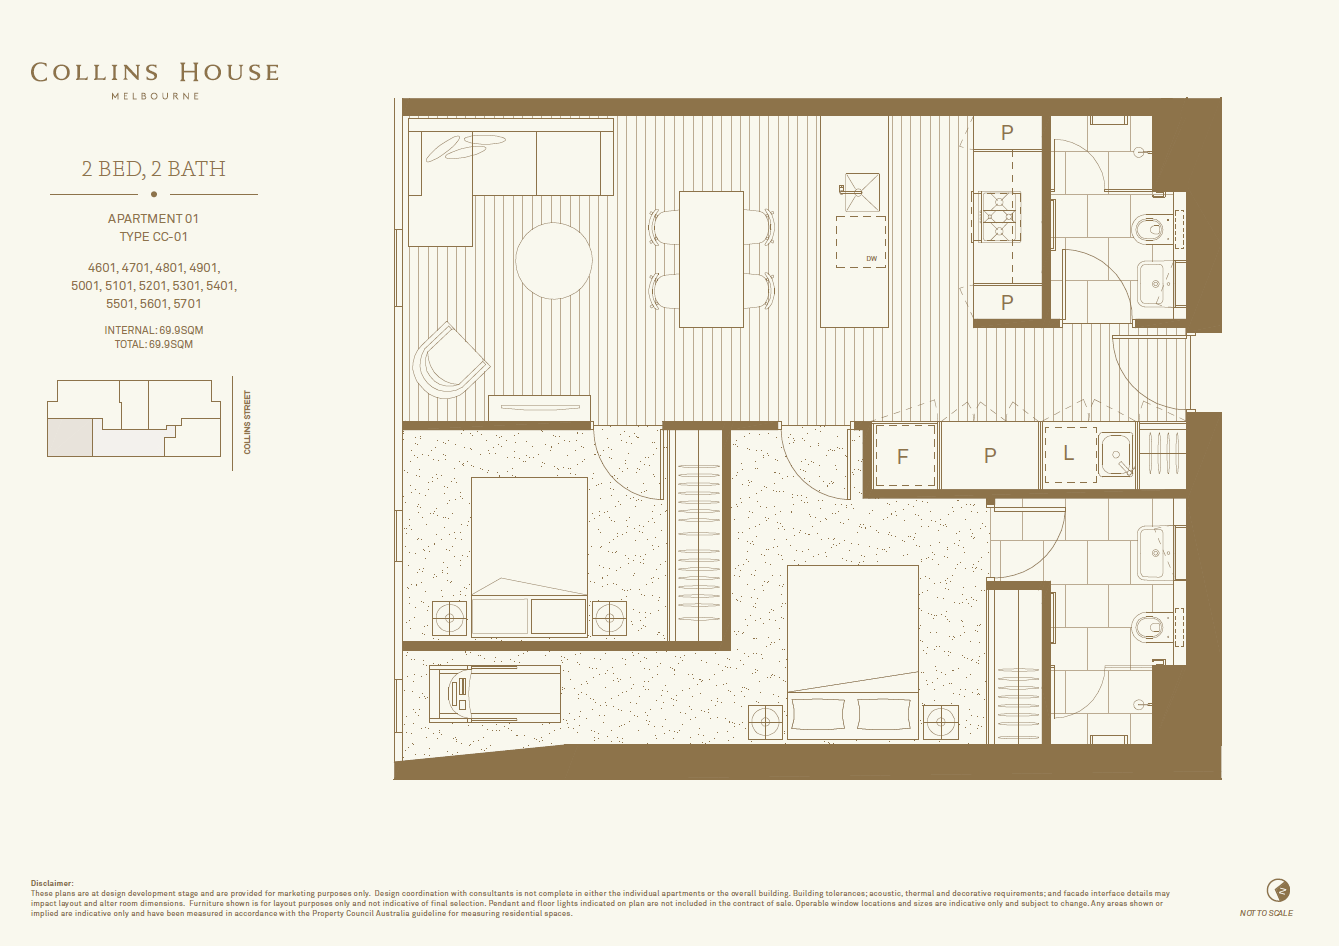 COLLINS HOUSE
MELBOURNE
2 BED, 2 BATH
APARTMENT 01
TYPE CC-01
4601, 4701, 4801, 4901,
5001, 5101, 5201, 5301, 5401,
5501, 5601, 5701
INTERNAL: 69.9SQM
TOTAL: 69.9SQM
COLLINS STREET
P
DW
P
F
P
L
Disclaimer:
These plans are at design development stage and are provided for marketing purposes only. Design coordination with consultants is not complete in either the individual apartments or the overall building. Building tolerances; acoustic, thermal and decorative requirements; and facade interface details may
impact layout and alter room dimensions. Furniture shown is for layout purposes only and not indicative of final selection. Pendant and floor lights indicated on plan are not included in the contract of sale. Operable window locations and sizes are indicative only and subject to change. Any areas shown or
implied are indicative only and have been measured in accordance with the Property Council Australia guideline for measuring residential spaces.
N
NOT TO SCALE